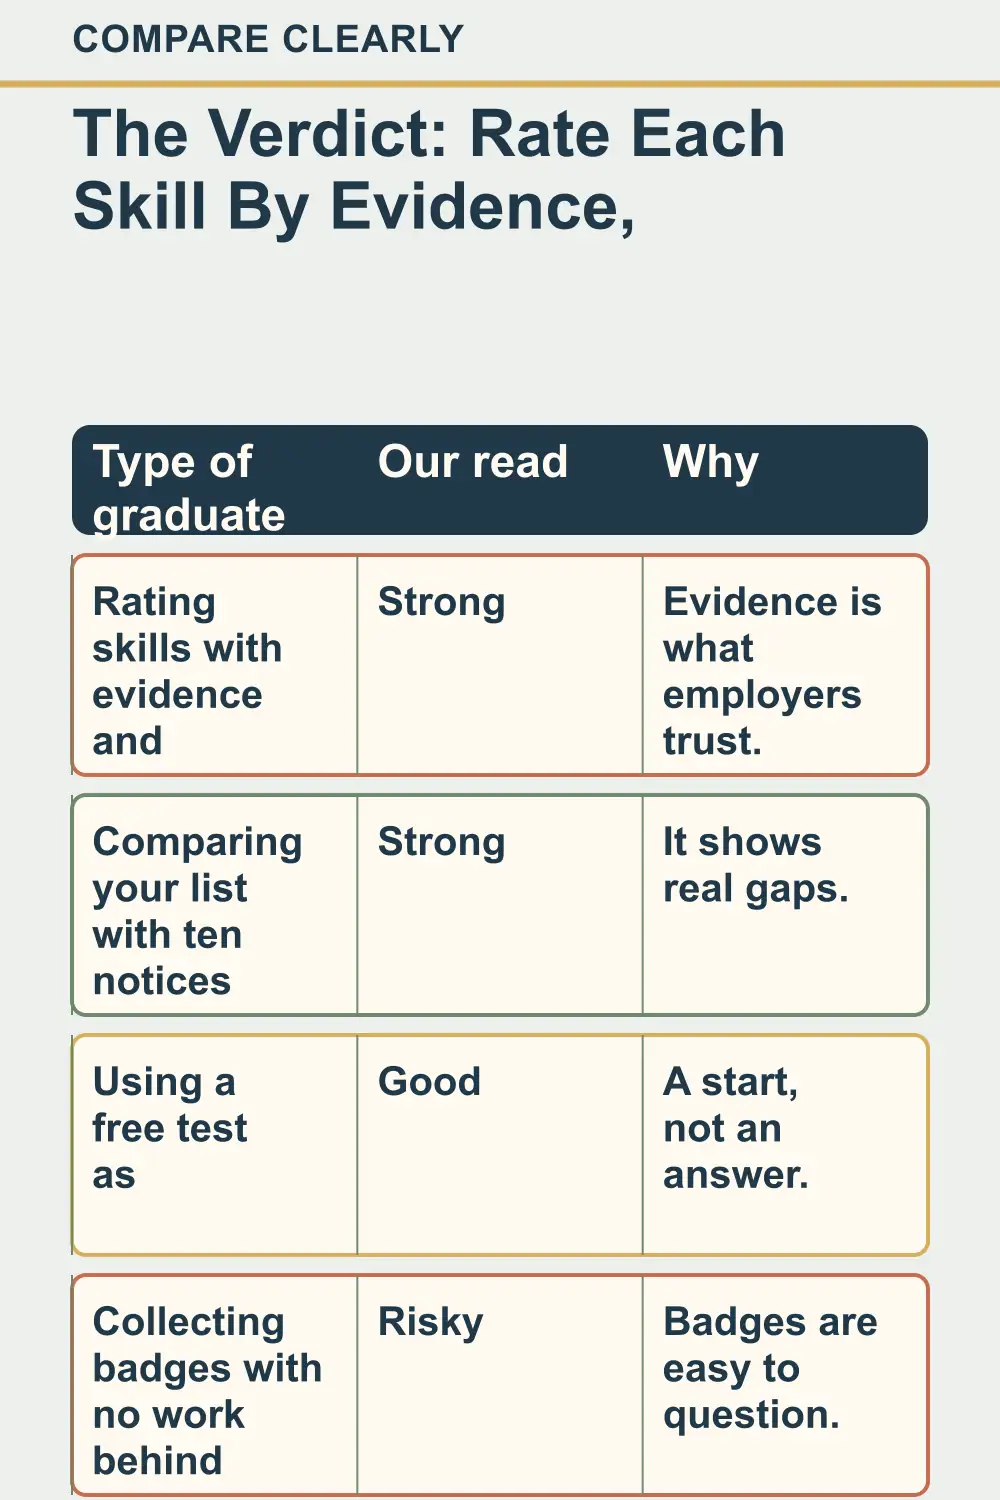 COMPARE CLEARLY
The Verdict: Rate Each
Skill By Evidence,
Type of
graduate
Our read
Why
Rating
skills with
evidence
and
Strong
Evidence is
what
employers
trust.
Comparing
your list
with ten
notices
Strong
It shows
real gaps.
Using a
free test
as
Good
A start,
not an
answer.
Collecting
badges with
no work
behind
Risky
Badges are
easy to
question.